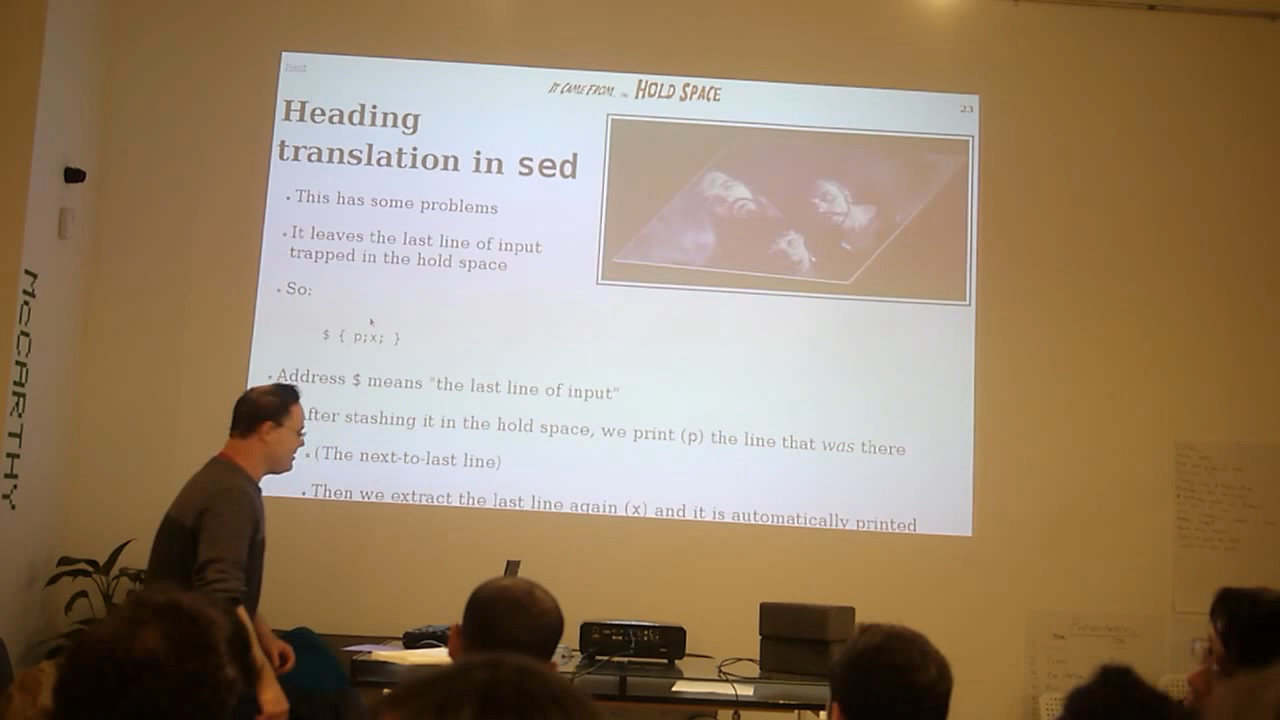 Next
IT CAME FROM... THE HOLD SPACE
23
Heading
translation in sed
• This has some problems
• It leaves the last line of input
trapped in the hold space
• So:
$ { p;x; }
• Address $ means "the last line of input"
fter stashing it in the hold space, we print (p) the line that was there
• (The next-to-last line)
• Then we extract the last line again (x) and it is automatically printed
McCARTHY
Presentations